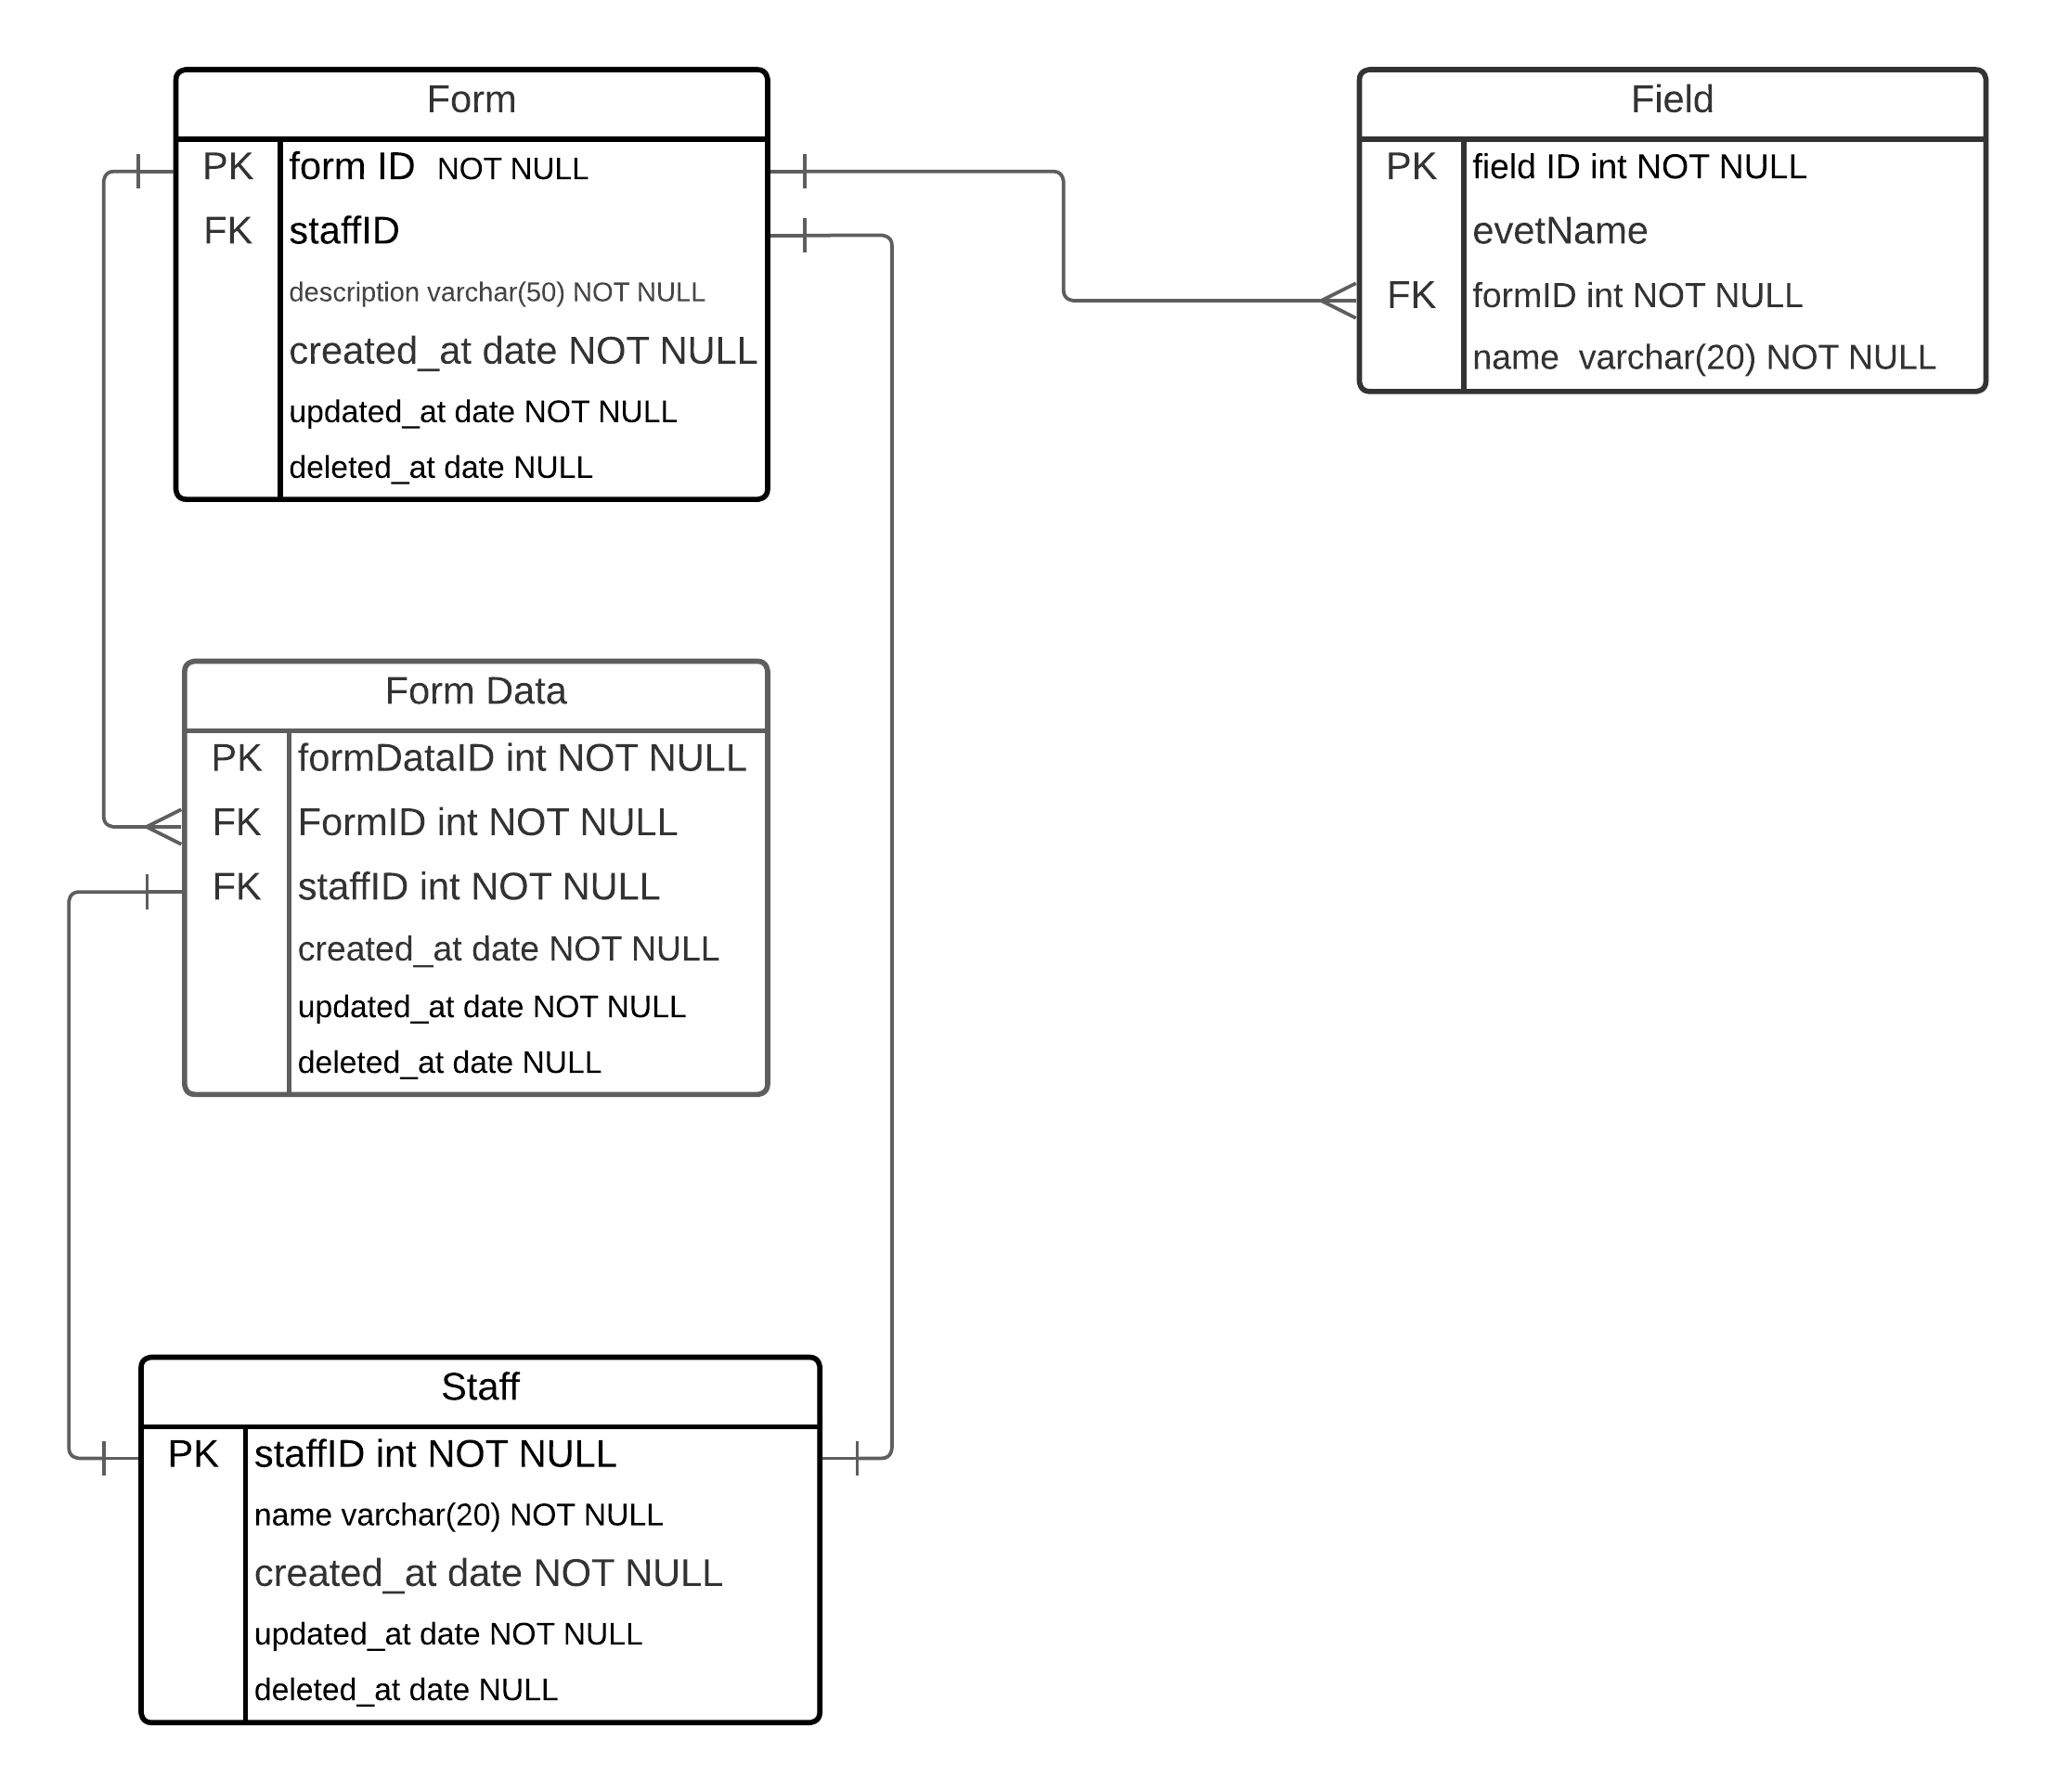 Form
PK form ID NOT NULL
FK staffID
description varchar(50) NOT NULL
created_at date NOT NULL
updated_at date NOT NULL
deleted_at date NULL
Field
PK field ID int NOT NULL
evetName
FK formID int NOT NULL
name varchar(20) NOT NULL
Form Data
PK formDataID int NOT NULL
FK FormID int NOT NULL
FK staffID int NOT NULL
created_at date NOT NULL
updated_at date NOT NULL
deleted_at date NULL
Staff
PK staffID int NOT NULL
name varchar(20) NOT NULL
created_at date NOT NULL
updated_at date NOT NULL
deleted_at date NULL